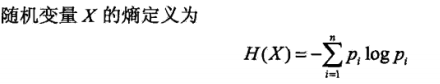 随机变量 X 的熵定义为
H(X)=-∑_{i=1}^{n} p_i log p_i